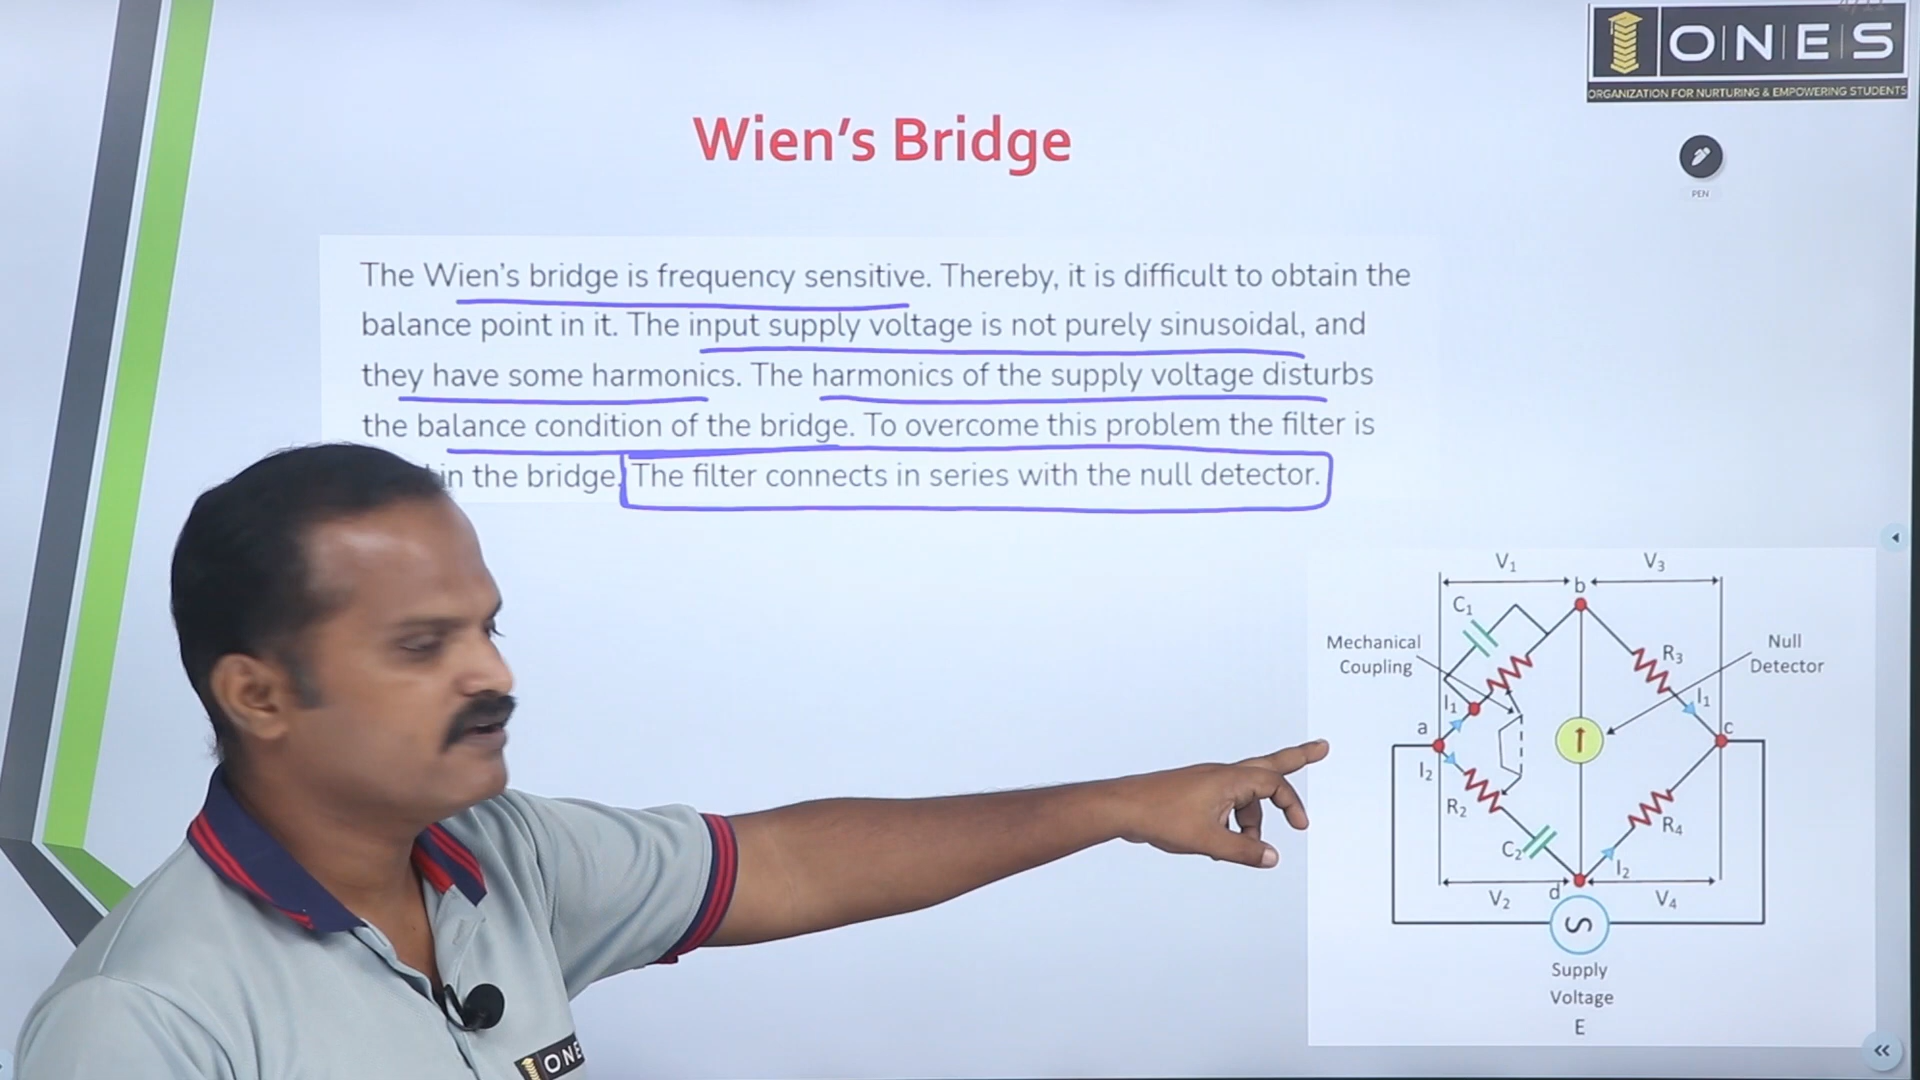 ONES
ORGANIZATION FOR NURTURING & EMPOWERING STUDENTS
PEN
Wien's Bridge
The Wien's bridge is frequency sensitive. Thereby, it is difficult to obtain the
balance point in it. The input supply voltage is not purely sinusoidal, and
they have some harmonics. The harmonics of the supply voltage disturbs
the balance condition of the bridge. To overcome this problem the filter is
in the bridge. The filter connects in series with the null detector.
V₁
V₃
b
C₁
Mechanical
Coupling
R₃
Null
Detector
I₁
I₁
a
c
I₂
R₂
R₄
C₂
I₂
d
V₂
V₄
Supply
Voltage
E
ONE